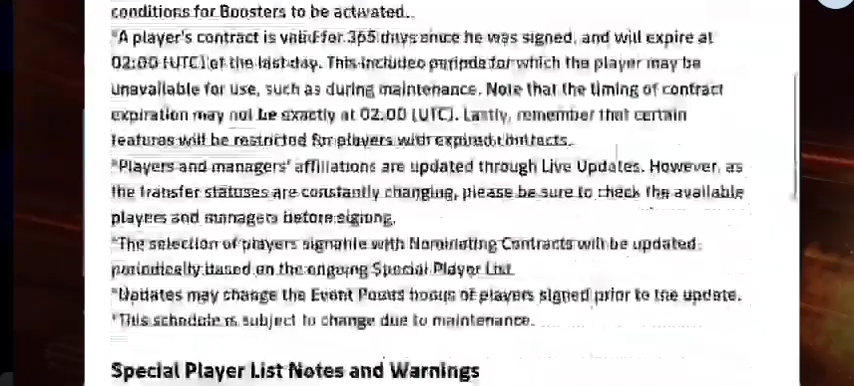 conditions for Boosters to be activated.
*A player's contract is valid for 365 days once he was signed, and will expire at
02:00 (UTC) of the last day. This includes periods for which the player may be
unavailable for use, such as during maintenance. Note that the timing of contract
expiration may not be exactly at 02:00 (UTC). Lastly, remember that certain
features will be restricted for players with expired contracts.
*Players and managers' affiliations are updated through Live Updates. However, as
the transfer statuses are constantly changing, please be sure to check the available
players and managers before signing.
*The selection of players signable with Nominating Contracts will be updated
periodically based on the ongoing Special Player List.
*Updates may change the Event Bonus of players signed prior to the update.
*This schedule is subject to change due to maintenance.
Special Player List Notes and Warnings